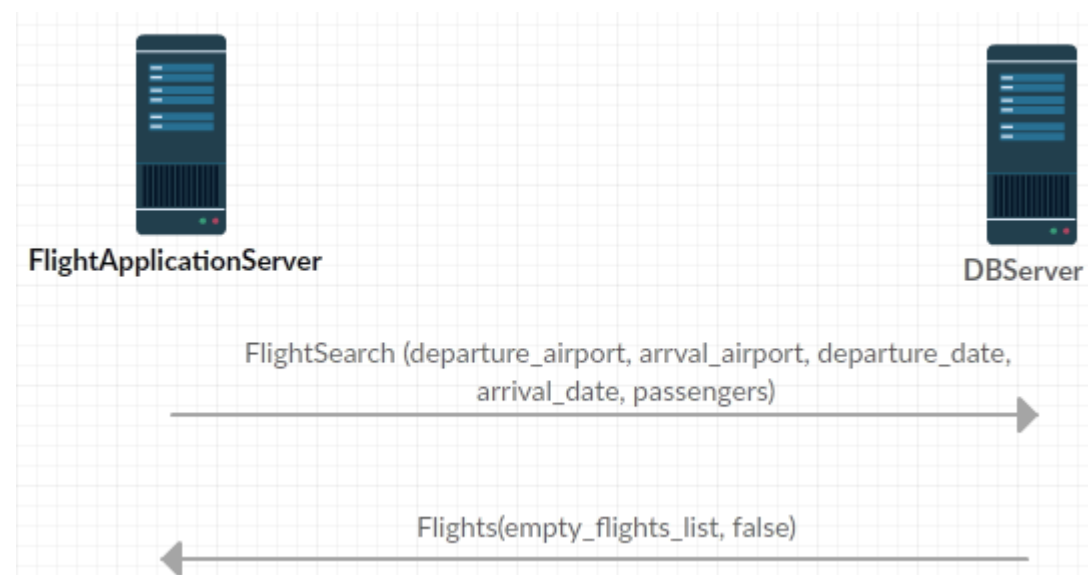 FlightApplicationServer
DBServer
FlightSearch (departure_airport, arrval_airport, departure_date,
arrival_date, passengers)
Flights(empty_flights_list, false)